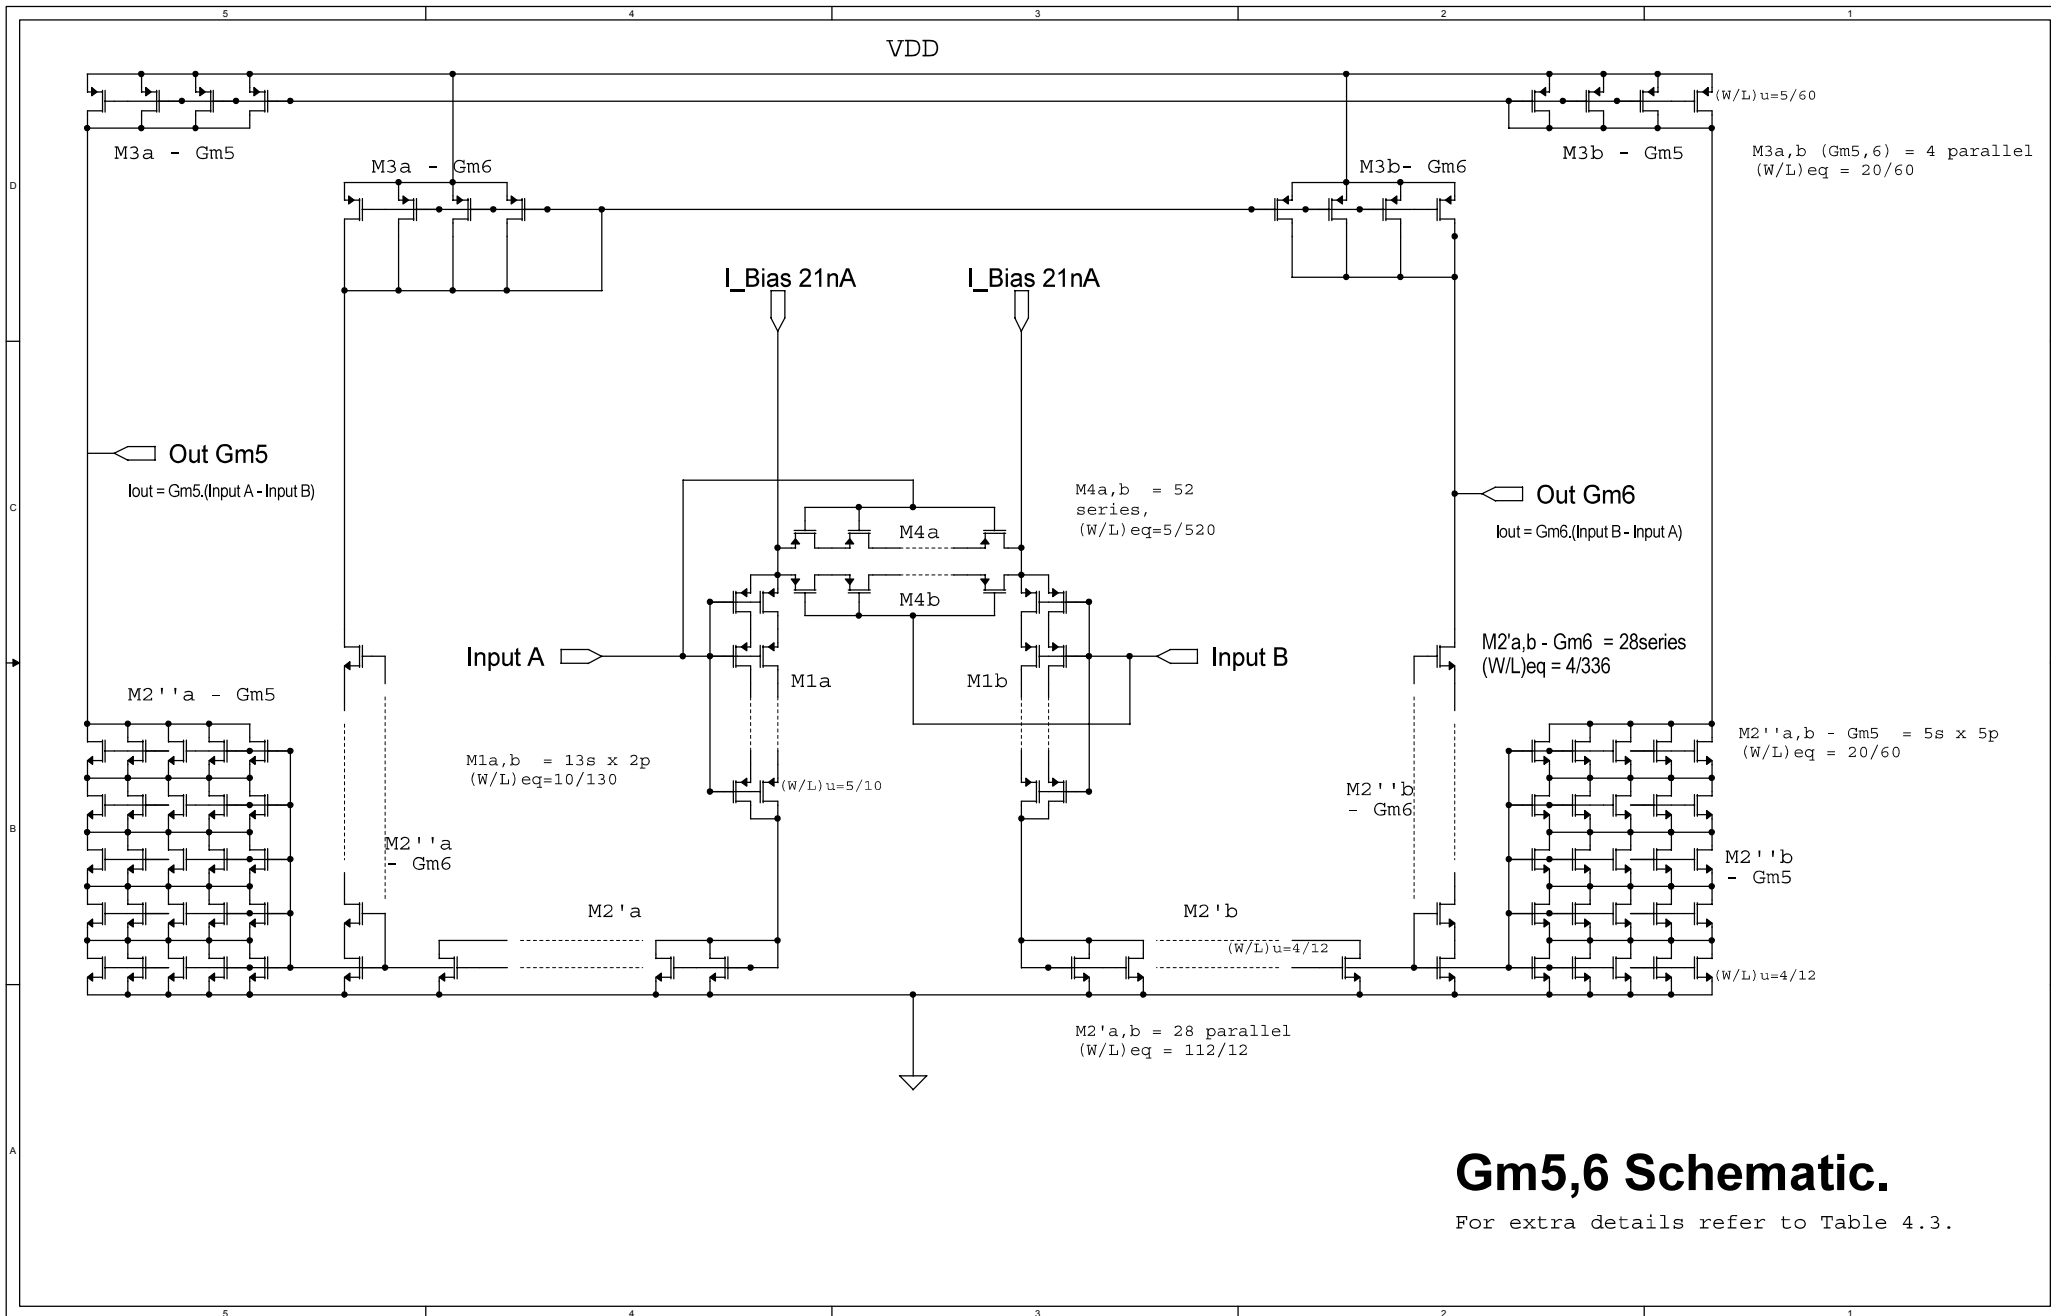 5 4 3 2 1
VDD
(W/L)u=5/60
M3a - Gm5
M3b - Gm5
M3a,b (Gm5,6) = 4 parallel
(W/L)eq = 20/60
M3a - Gm6
M3b- Gm6
D
I_Bias 21nA
I_Bias 21nA
Out Gm5
Iout = Gm5.(Input A - Input B)
M4a,b = 52
series,
(W/L)eq=5/520
Out Gm6
Iout = Gm6.(Input B - Input A)
C
M4a
M4b
Input A
Input B
M2'a,b - Gm6 = 28series
(W/L)eq = 4/336
M1a
M1b
M2''a - Gm5
M2''a,b - Gm5 = 5s x 5p
(W/L)eq = 20/60
M1a,b = 13s x 2p
(W/L)eq=10/130
(W/L)u=5/10
M2''b
- Gm6
B
M2''a
- Gm6
M2''b
- Gm5
M2'a
M2'b
(W/L)u=4/12
(W/L)u=4/12
M2'a,b = 28 parallel
(W/L)eq = 112/12
A
Gm5,6 Schematic.
For extra details refer to Table 4.3.
5 4 3 2 1